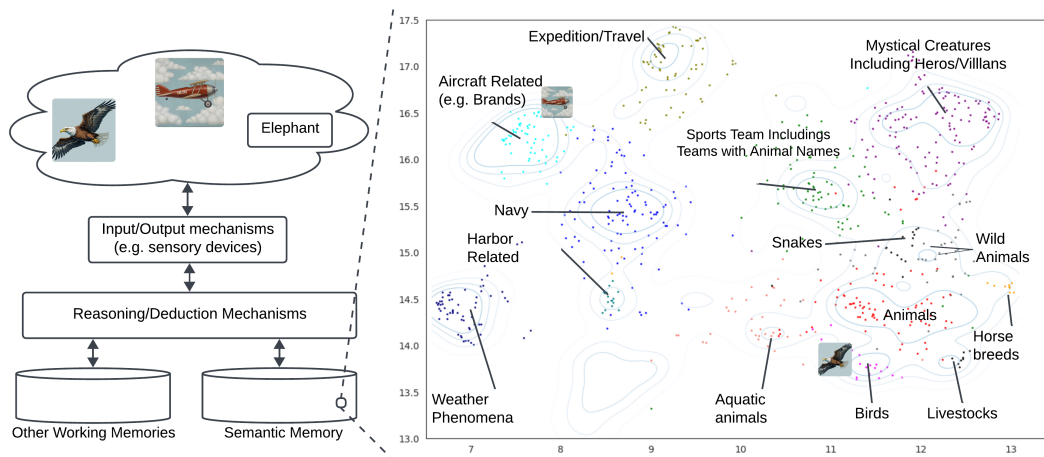 Elephant
Input/Output mechanisms
(e.g. sensory devices)
Reasoning/Deduction Mechanisms
Other Working Memories
Semantic Memory
17.5
17.0
16.5
16.0
15.5
15.0
14.5
14.0
13.5
13.0
7
8
9
10
11
12
13
Expedition/Travel
Mystical Creatures
Including Heros/Villlans
Aircraft Related
(e.g. Brands)
Sports Team Includings
Teams with Animal Names
Navy
Harbor
Related
Snakes
Wild
Animals
Animals
Horse
breeds
Weather
Phenomena
Aquatic
animals
Birds
Livestocks